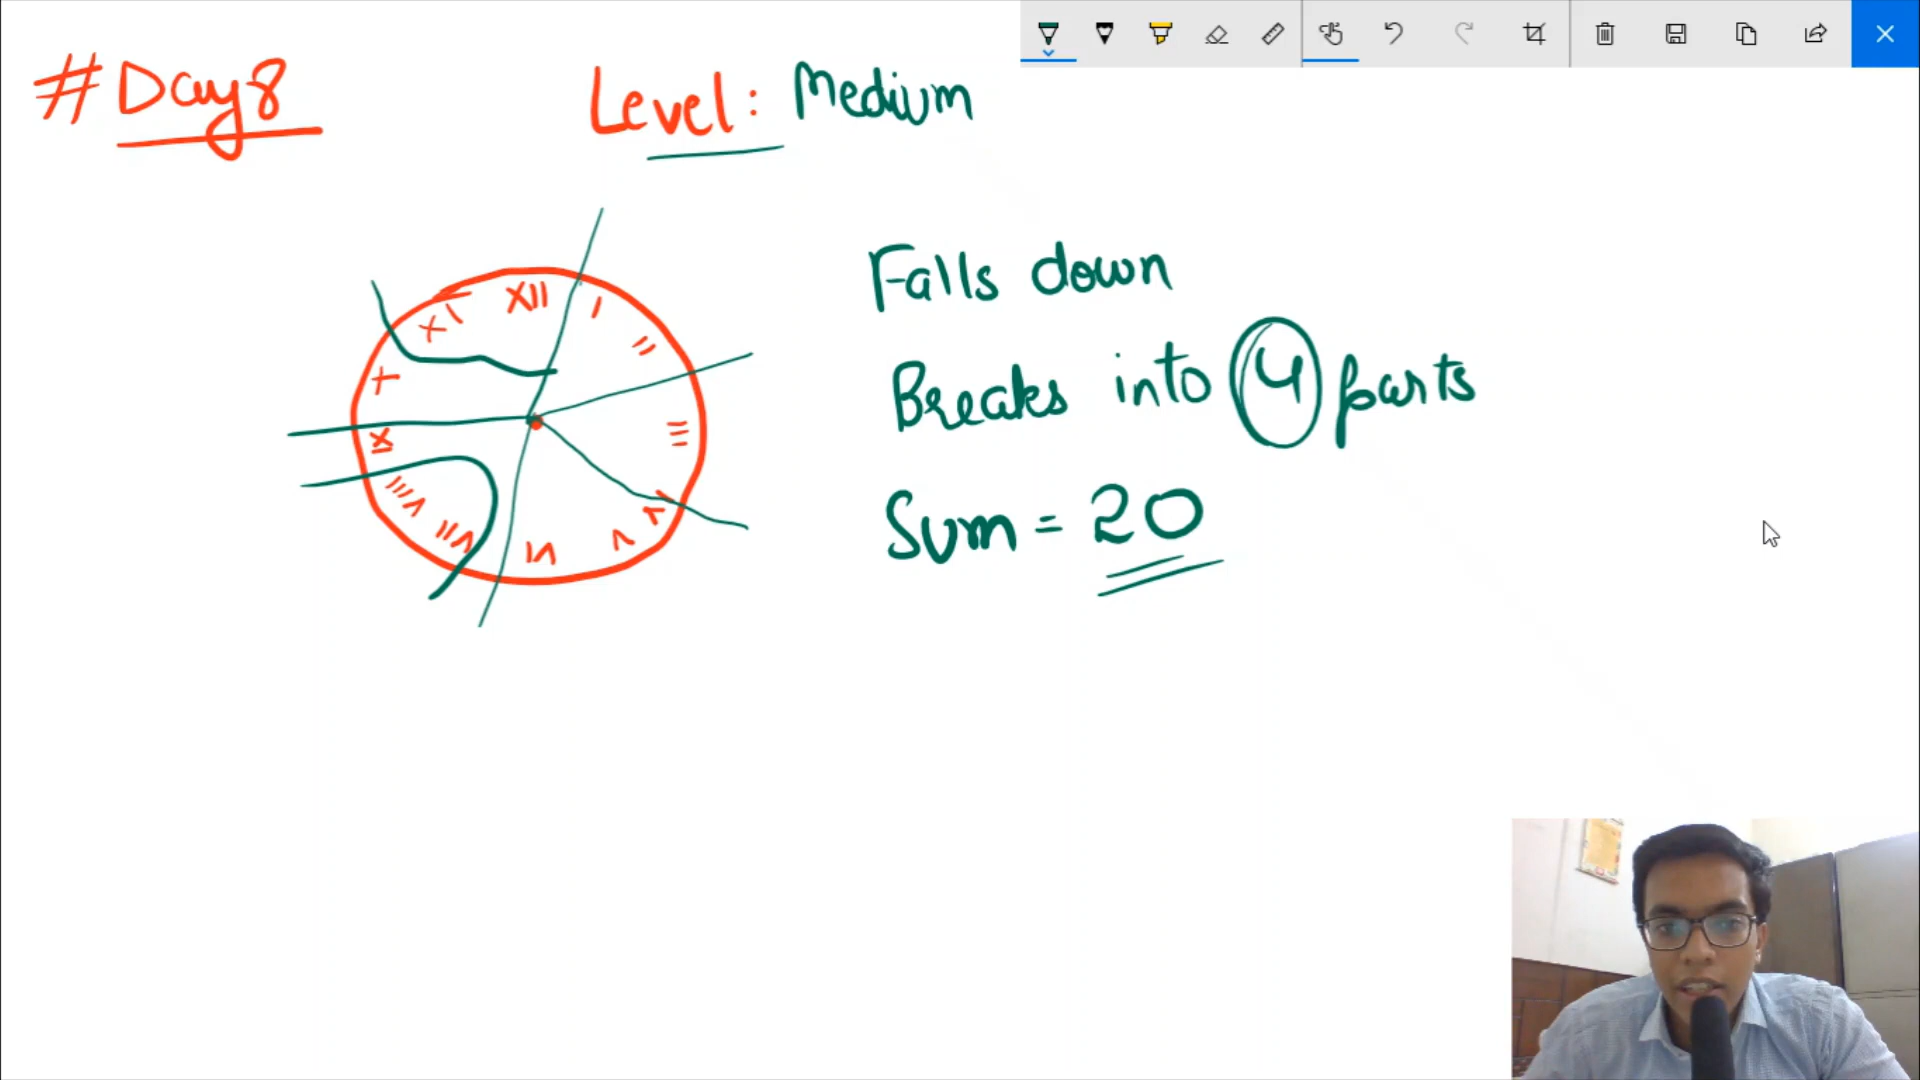 #Day8
Level: Medium
XII
XI
I
II
X
III
IX
VIII
IV
VII
VI
V
Falls down
Breaks into 4 parts
Sum = 20